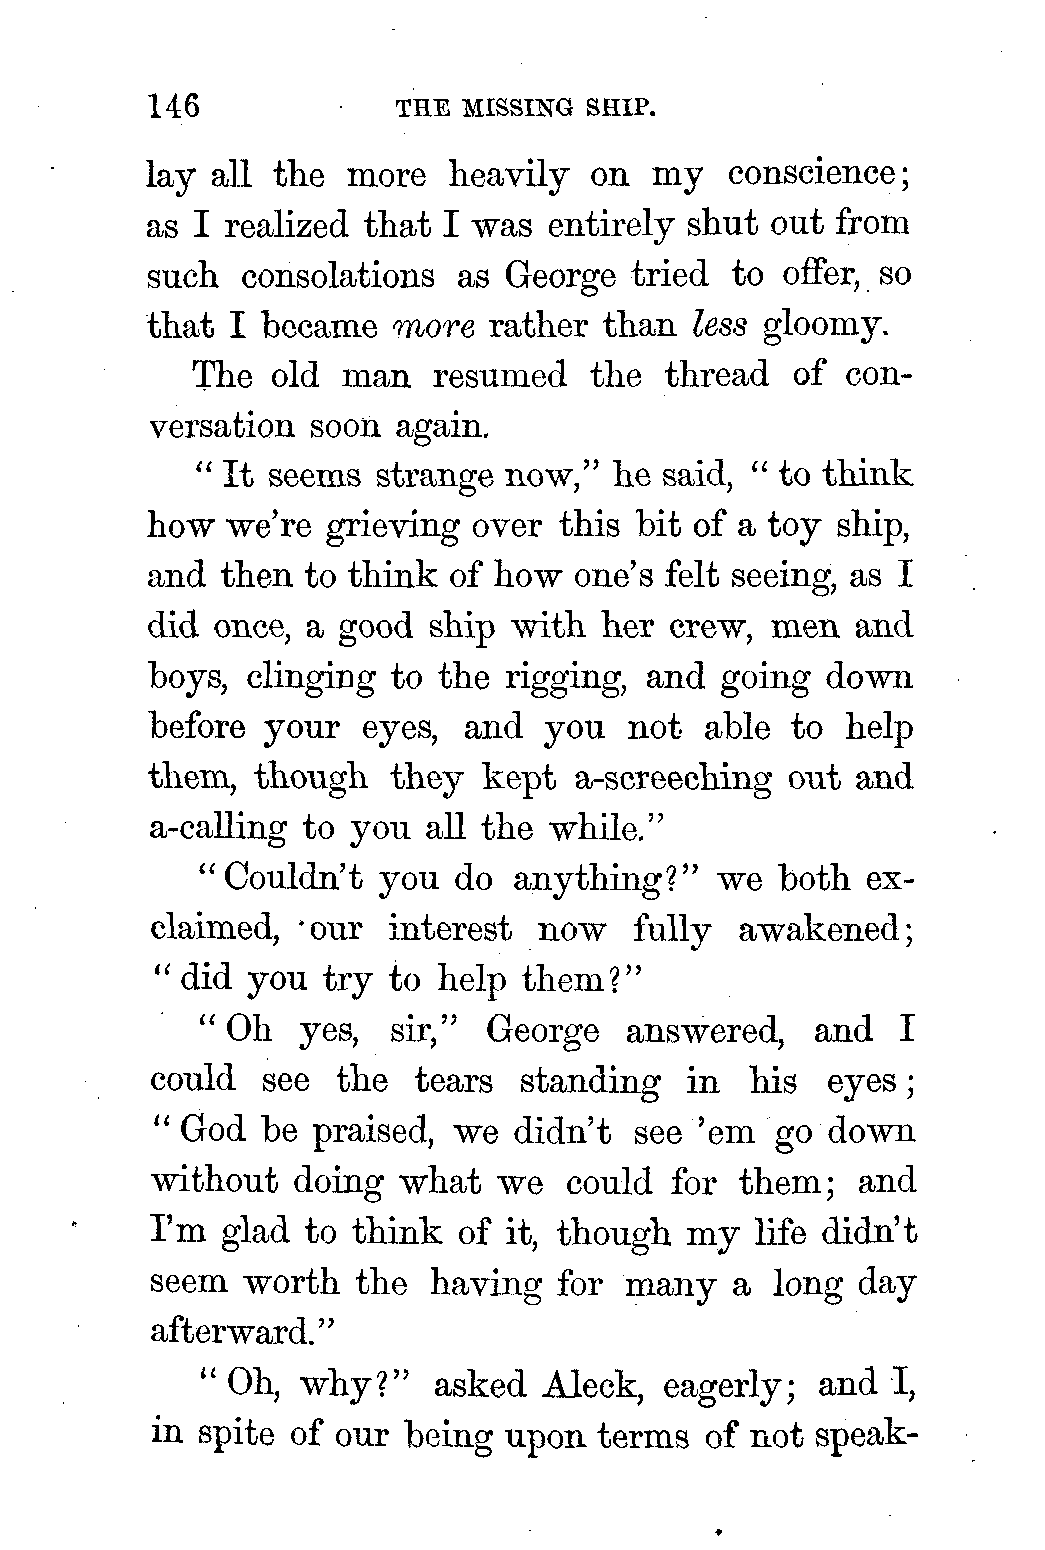 146 THE MISSING SHIP.
lay all the more heavily on my conscience;
as I realized that I was entirely shut out from
such consolations as George tried to offer, so
that I became more rather than less gloomy.
The old man resumed the thread of con-
versation soon again.
“ It seems strange now,” he said, “ to think
how we’re grieving over this bit of a toy ship,
and then to think of how one’s felt seeing, as I
did once, a good ship with her crew, men and
boys, clinging to the rigging, and going down
before your eyes, and you not able to help
them, though they kept a-screeching out and
a-calling to you all the while.”
“ Couldn’t you do anything?” we both ex-
claimed, our interest now fully awakened;
“ did you try to help them?”
“ Oh yes, sir,” George answered, and I
could see the tears standing in his eyes ;
“ God be praised, we didn’t see ’em go down
without doing what we could for them; and
I’m glad to think of it, though my life didn’t
seem worth the having for many a long day
afterward.”
“ Oh, why?” asked Aleck, eagerly; and I,
in spite of our being upon terms of not speak-